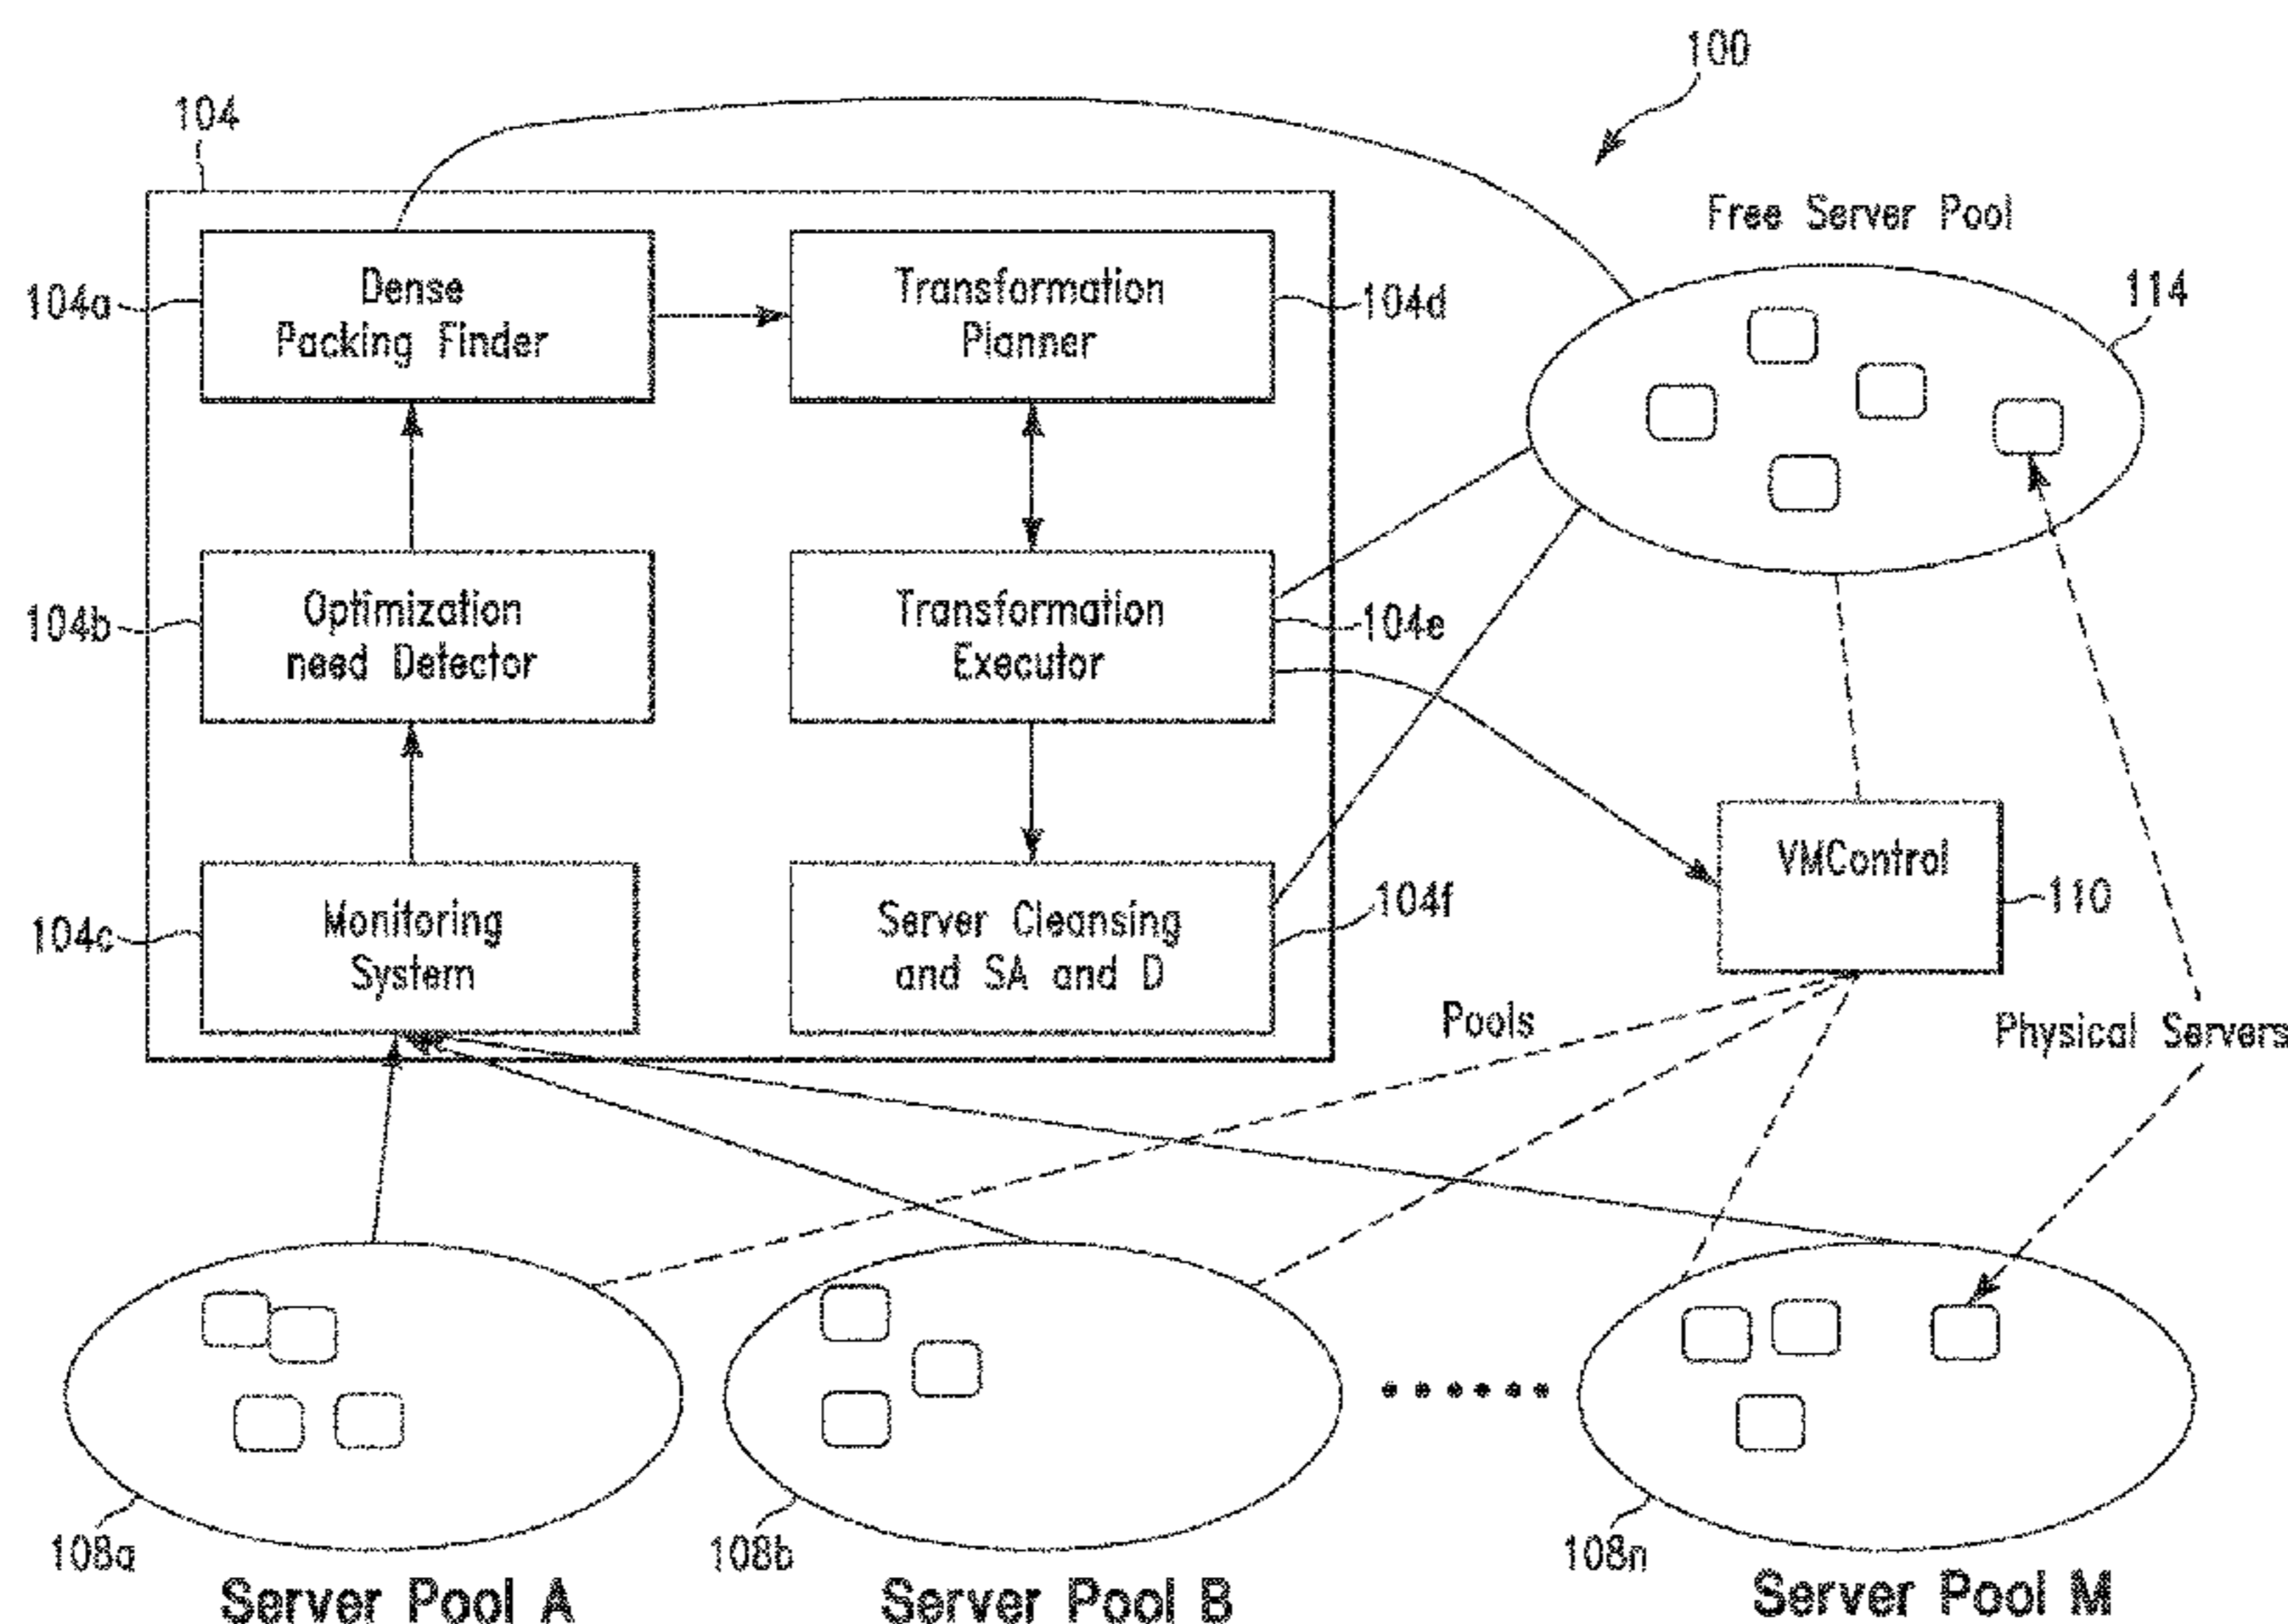 100
104
Free Server Pool
114
104a
Dense
Packing Finder
Transformation
Planner
104d
104b
Optimization
need Detector
Transformation
Executor
104e
VMControl
110
104c
Monitoring
System
Server Cleansing
and SA and D
104f
Pools
Physical Servers
108a
108b
108n
Server Pool A
Server Pool B
Server Pool M